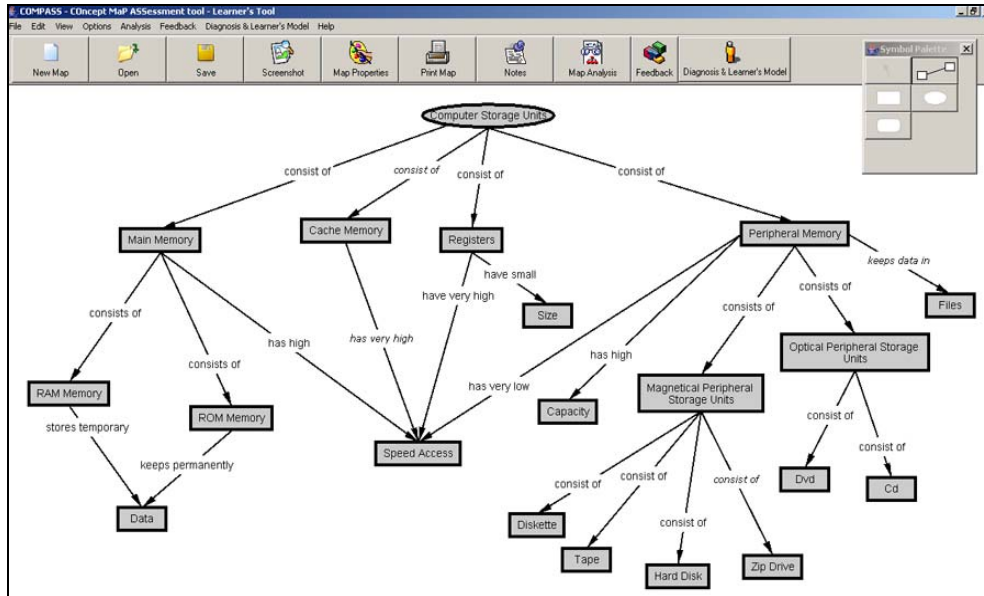 COMPASS - COncept MaP ASSessment tool - Learner's Tool
File Edit View Options Analysis Feedback Diagnosis & Learner's Model Help
New Map Open Save Screenshot Map Properties Print Map Notes Map Analysis Feedback Diagnosis & Learner's Model
Symbol Palette
Computer Storage Units
consist of
consist of
consist of
consist of
Main Memory
Cache Memory
Registers
Peripheral Memory
keeps data in
have small
consists of
have very high
consists of
consists of
Size
Files
has high
has very high
Optical Peripheral Storage
Units
consists of
has high
RAM Memory
has very low
Magnetical Peripheral
Storage Units
ROM Memory
Capacity
stores temporary
consist of
Speed Access
consist of
keeps permanently
Dvd
Cd
consist of
consist of
consist of
Data
Diskette
consist of
Tape
Hard Disk
Zip Drive